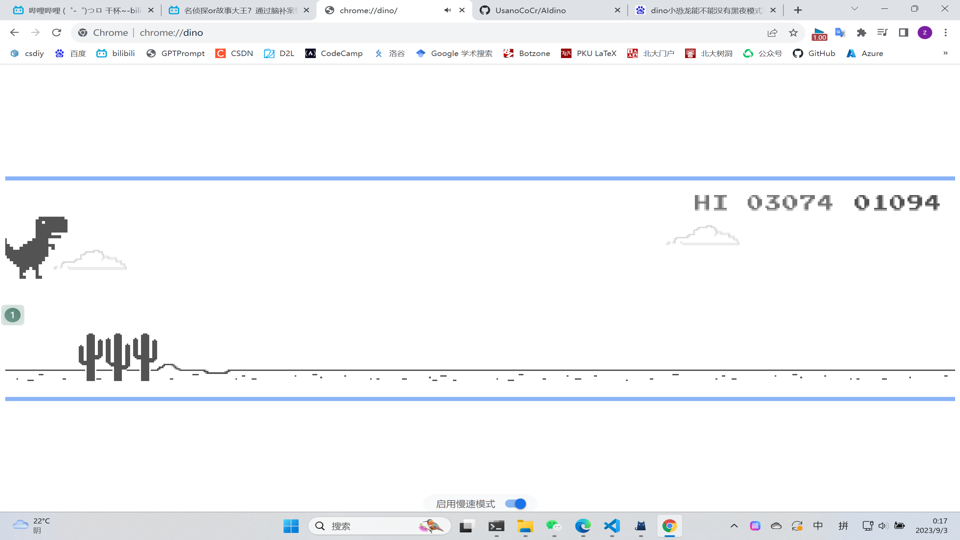 哔哩哔哩 (゜-゜)つロ 干杯~-bili
名侦探or故事大王？通过脑补案
chrome://dino/
UsanoCoCr/AIdino
dino小恐龙能不能没有黑夜模式
Chrome | chrome://dino
1.00
z
csdiy
百度
bilibili
GPTPrompt
CSDN
D2L
CodeCamp
洛谷
Google 学术搜索
Botzone
PKU LaTeX
北大门户
北大树洞
公众号
GitHub
Azure
»
HI 03074 01094
1
启用慢速模式
22°C
阴
搜索
中
拼
0:17
2023/9/3